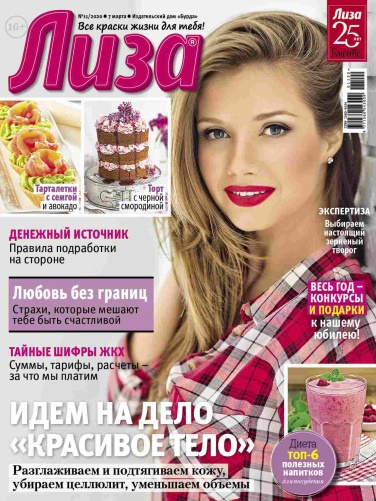 №11/2020 ● 7 марта ● Издательский дом «Бурда»
16+
Все краски жизни для тебя!
Лиза®
Лиза
25 лет
Тарталетки
с семгой
и авокадо
Торт
с черной
смородиной
ЭКСПЕРТИЗА
Выбираем
настоящий
зерненый
творог
ДЕНЕЖНЫЙ ИСТОЧНИК
Правила подработки
на стороне
Любовь без границ
Страхи, которые мешают
тебе быть счастливой
ВЕСЬ ГОД –
КОНКУРСЫ
И ПОДАРКИ
к нашему
юбилею!
ТАЙНЫЕ ШИФРЫ ЖКХ
Суммы, тарифы, расчеты –
за что мы платим
ИДЕМ НА ДЕЛО
«КРАСИВОЕ ТЕЛО»
Разглаживаем и подтягиваем кожу,
убираем целлюлит, уменьшаем объемы
Диета
ТОП-6
полезных
напитков
для похудения